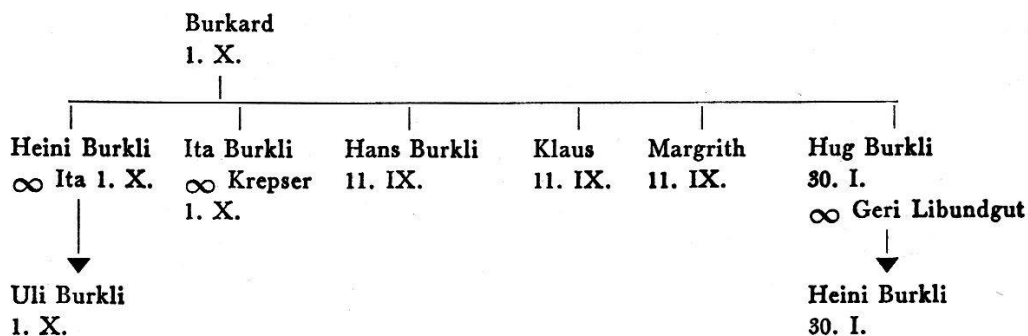 Burkard
1. X.
Heini Burkli
∞ Ita 1. X.
Ita Burkli
∞ Krepser
1. X.
Hans Burkli
11. IX.
Klaus
11. IX.
Margrith
11. IX.
Hug Burkli
30. I.
∞ Geri Libundgut
Uli Burkli
1. X.
Heini Burkli
30. I.